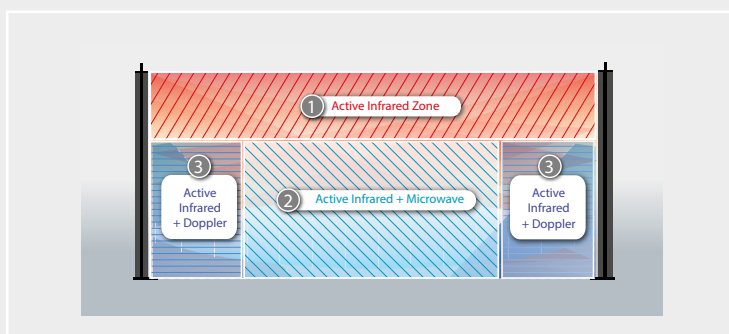 1 Active Infrared Zone
3
Active
Infrared
+ Doppler
2 Active Infrared + Microwave
3
Active
Infrared
+ Doppler